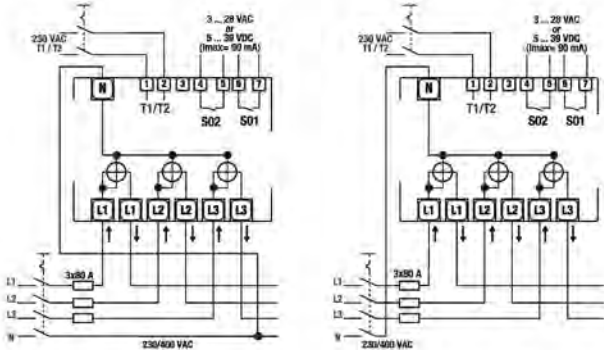 3 ... 28 VAC
or
5 ... 39 VDC
(Imax= 90 mA)
230 VAC
T1 / T2
N
1 2 3 4 5 6 7
T1/T2
S02
S01
L1 L1 L2 L2 L3 L3
3x80 A
L1
L2
L3
N
230/400 VAC
3 ... 28 VAC
or
5 ... 39 VDC
(Imax= 90 mA)
230 VAC
T1 / T2
N
1 2 3 4 5 6 7
T1/T2
S02
S01
L1 L1 L2 L2 L3 L3
3x80 A
L1
L2
L3
N
230/400 VAC